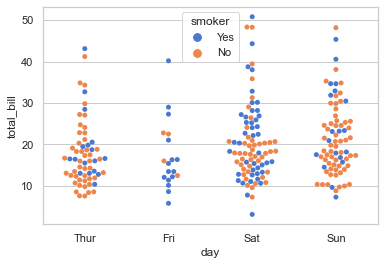 smoker
Yes
No
50
40
30
20
10
total_bill
Thur
Fri
Sat
Sun
day